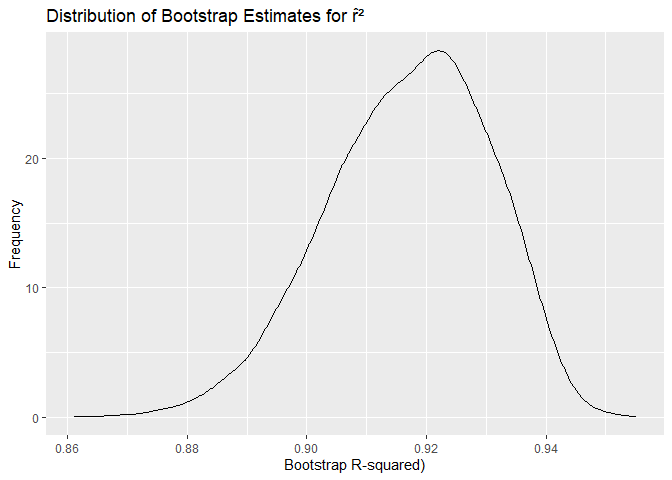 Distribution of Bootstrap Estimates for r̂²
Frequency
20
10
0
0.86 0.88 0.90 0.92 0.94
Bootstrap R-squared)